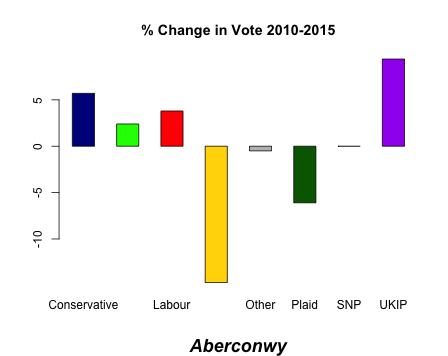 % Change in Vote 2010-2015
5
0
-5
-10
Conservative Labour Other Plaid SNP UKIP
Aberconwy